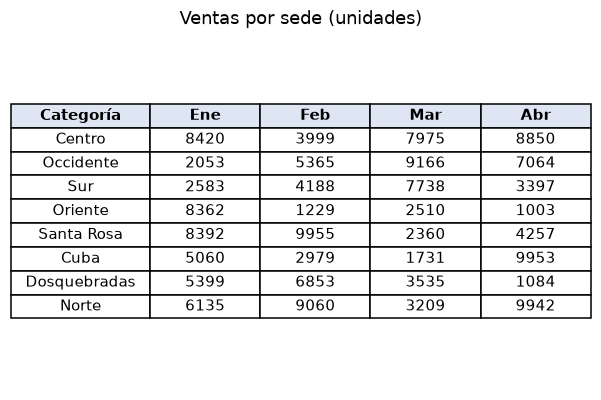 Ventas por sede (unidades)
Categoría Ene Feb Mar Abr
Centro 8420 3999 7975 8850
Occidente 2053 5365 9166 7064
Sur 2583 4188 7738 3397
Oriente 8362 1229 2510 1003
Santa Rosa 8392 9955 2360 4257
Cuba 5060 2979 1731 9953
Dosquebradas 5399 6853 3535 1084
Norte 6135 9060 3209 9942